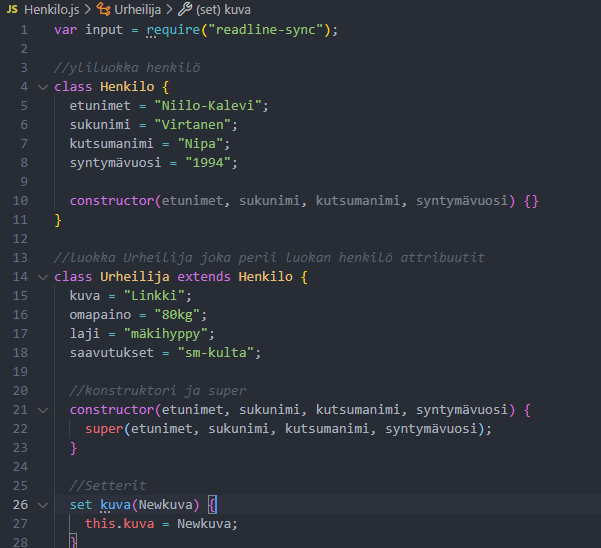 JS Henkilo.js > Urheilija > (set) kuva
1 var input = require("readline-sync");
2
3 //yliluokka henkilö
4 class Henkilo {
5 etunimet = "Niilo-Kalevi";
6 sukunimi = "Virtanen";
7 kutsumanimi = "Nipa";
8 syntymävuosi = "1994";
9
10 constructor(etunimet, sukunimi, kutsumanimi, syntymävuosi) {}
11 }
12
13 //luokka Urheilija joka perii luokan henkilö attribuutit
14 class Urheilija extends Henkilo {
15 kuva = "Linkki";
16 omapaino = "80kg";
17 laji = "mäkihyppy";
18 saavutukset = "sm-kulta";
19
20 //konstruktori ja super
21 constructor(etunimet, sukunimi, kutsumanimi, syntymävuosi) {
22 super(etunimet, sukunimi, kutsumanimi, syntymävuosi);
23 }
24
25 //Setterit
26 set kuva(Newkuva) {
27 this.kuva = Newkuva;
28 }